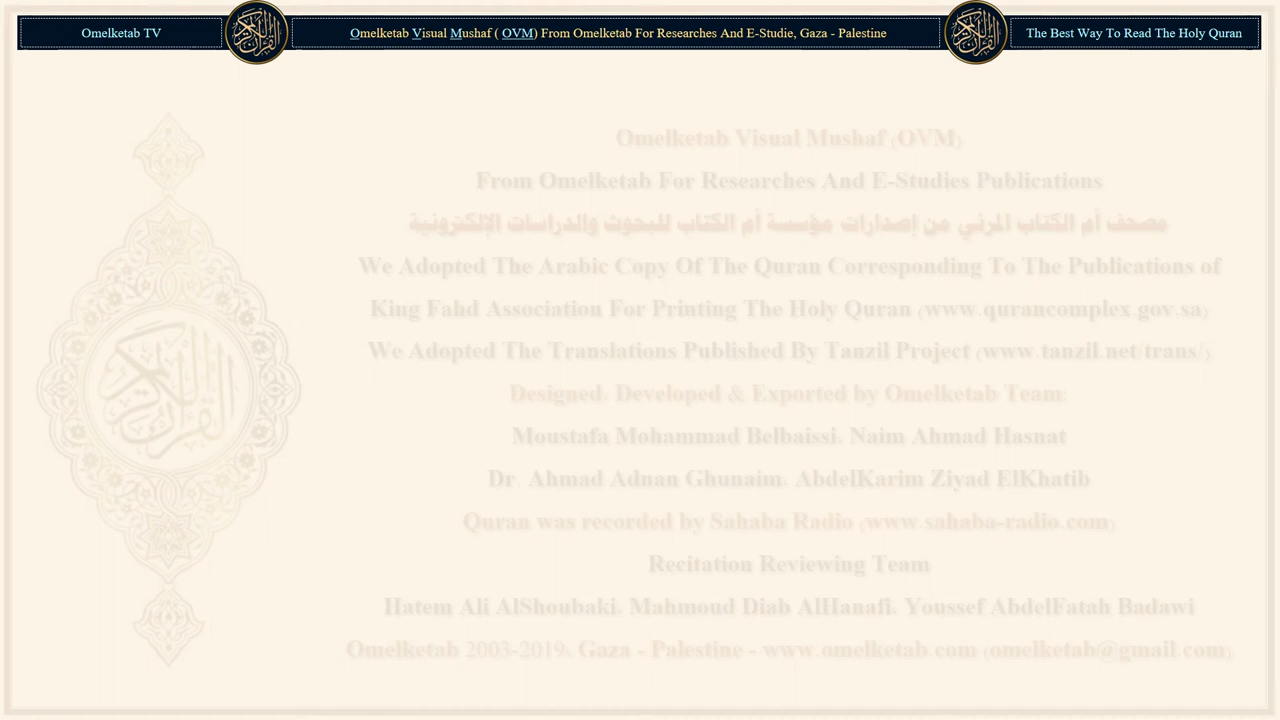 Omelketab TV
Omelketab Visual Mushaf ( OVM) From Omelketab For Researches And E-Studie, Gaza - Palestine
The Best Way To Read The Holy Quran
Omelketab Visual Mushaf (OVM)
From Omelketab For Researches And E-Studies Publications
مصحف أم الكتاب المرئي من إصدارات مؤسسة أم الكتاب للبحوث والدراسات الإلكترونية
We Adopted The Arabic Copy Of The Quran Corresponding To The Publications of
King Fahd Association For Printing The Holy Quran (www.qurancomplex.gov.sa)
We Adopted The Translations Published By Tanzil Project (www.tanzil.net/trans/)
Designed, Developed & Exported by Omelketab Team:
Moustafa Mohammad Belbaissi, Naim Ahmad Hasnat
Dr. Ahmad Adnan Ghunaim, AbdelKarim Ziyad ElKhatib
Quran was recorded by Sahaba Radio (www.sahaba-radio.com)
Recitation Reviewing Team
Hatem Ali AlShoubaki, Mahmoud Diab AlHanafi, Youssef AbdelFatah Badawi
Omelketab 2003-2019, Gaza - Palestine - www.omelketab.com (omelketab@gmail.com)
القرآن الكريم
القرآن الكريم
القرآن الكريم